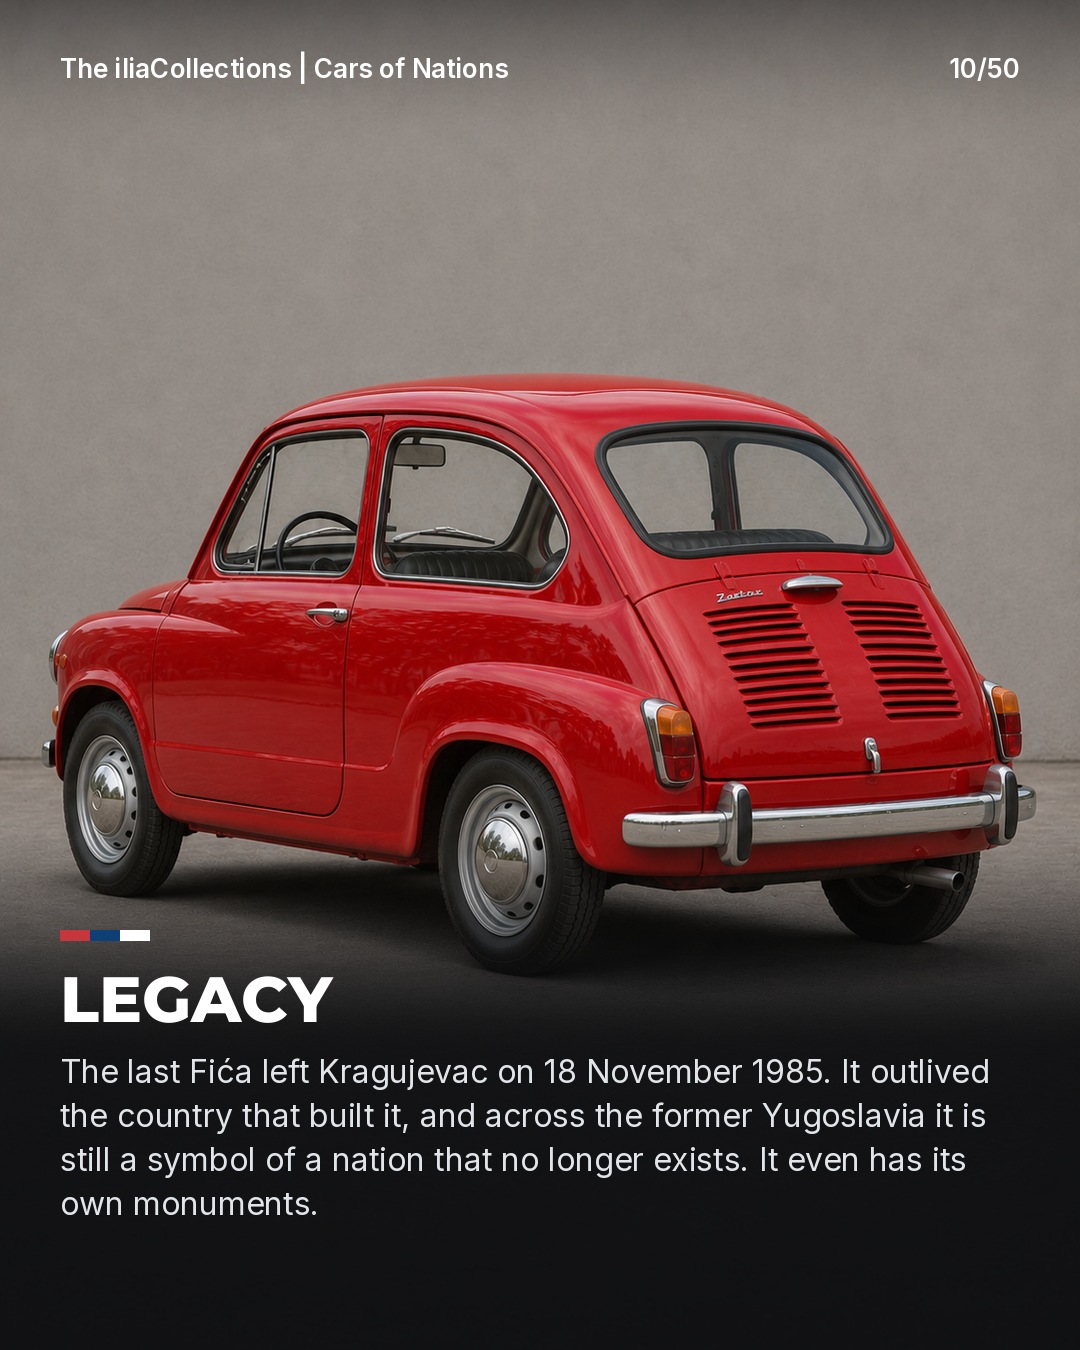 The iliaCollections | Cars of Nations
10/50
LEGACY
The last Fića left Kragujevac on 18 November 1985. It outlived
the country that built it, and across the former Yugoslavia it is
still a symbol of a nation that no longer exists. It even has its
own monuments.